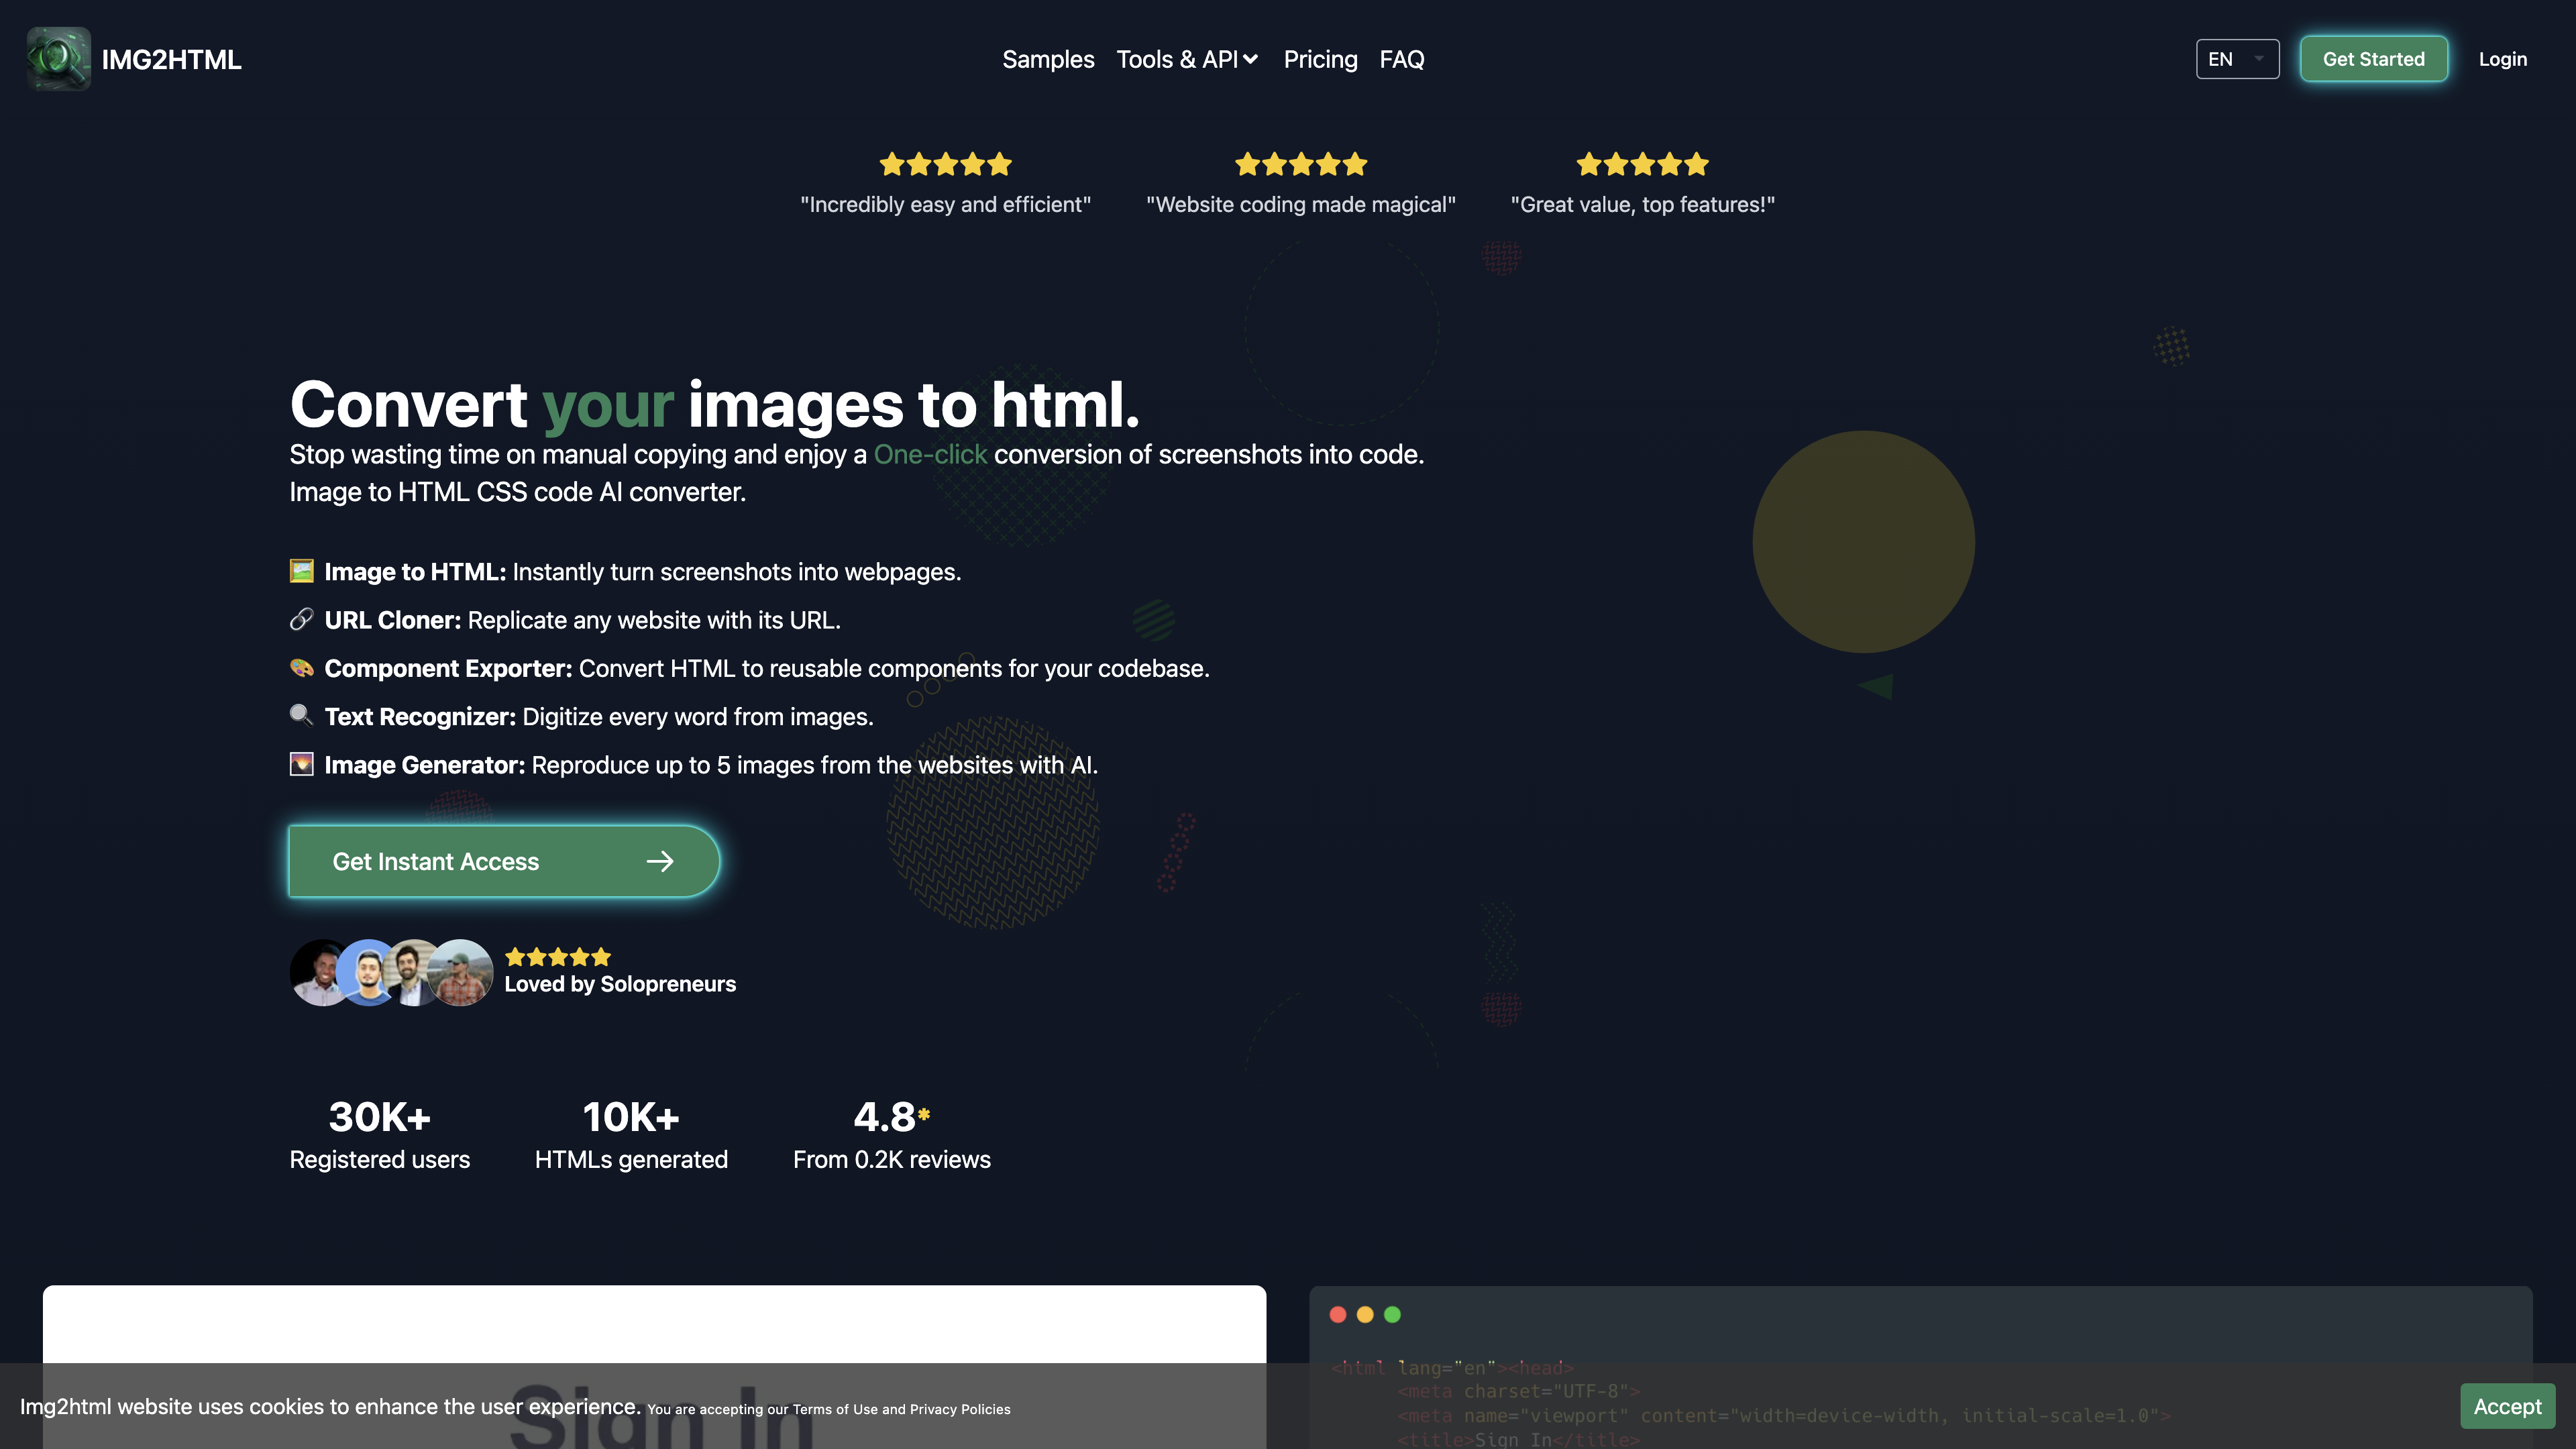 IMG2HTML
Samples Tools & API Pricing FAQ
EN
Get Started
Login
"Incredibly easy and efficient"
"Website coding made magical"
"Great value, top features!"
Convert your images to html.
Stop wasting time on manual copying and enjoy a One-click conversion of screenshots into code.
Image to HTML CSS code AI converter.
Image to HTML: Instantly turn screenshots into webpages.
URL Cloner: Replicate any website with its URL.
Component Exporter: Convert HTML to reusable components for your codebase.
Text Recognizer: Digitize every word from images.
Image Generator: Reproduce up to 5 images from the websites with AI.
Get Instant Access
Loved by Solopreneurs
30K+
Registered users
10K+
HTMLs generated
4.8*
From 0.2K reviews
Sign In
<html lang="en"><head>
<meta charset="UTF-8">
<meta name="viewport" content="width=device-width, initial-scale=1.0">
<title>Sign In</title>
Img2html website uses cookies to enhance the user experience. You are accepting our Terms of Use and Privacy Policies
Accept